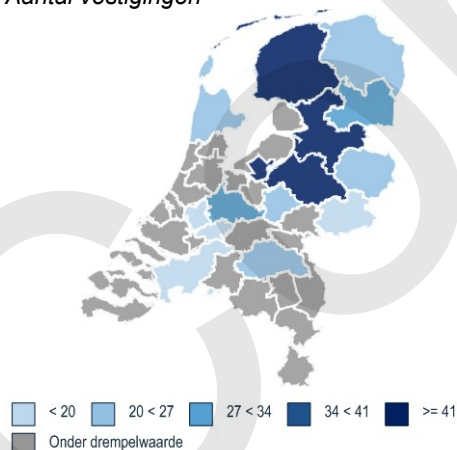 Aantal vestigingen
< 20 20 < 27 27 < 34 34 < 41 >= 41
Onder drempelwaarde